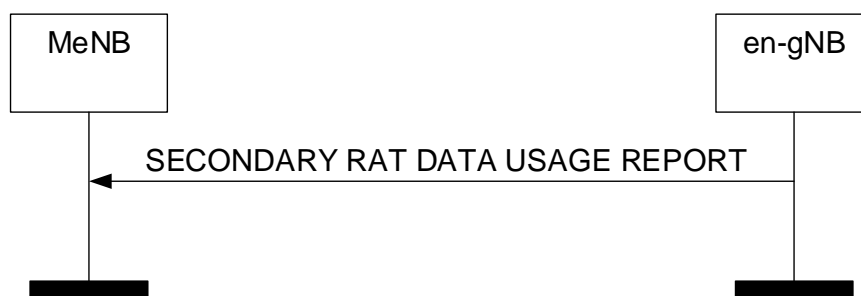 MeNB
en-gNB
SECONDARY RAT DATA USAGE REPORT